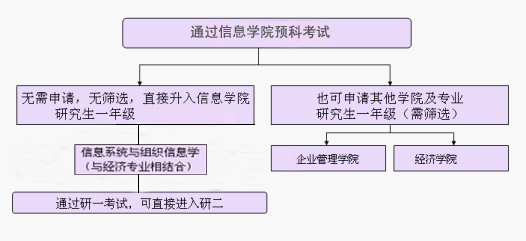 通过信息学院预科考试
无需申请，无筛选，直接升入信息学院
研究生一年级
也可申请其他学院及专业
研究生一年级（需筛选）
信息系统与组织信息学
（与经济专业相结合）
企业管理学院
经济学院
通过研一考试，可直接进入研二